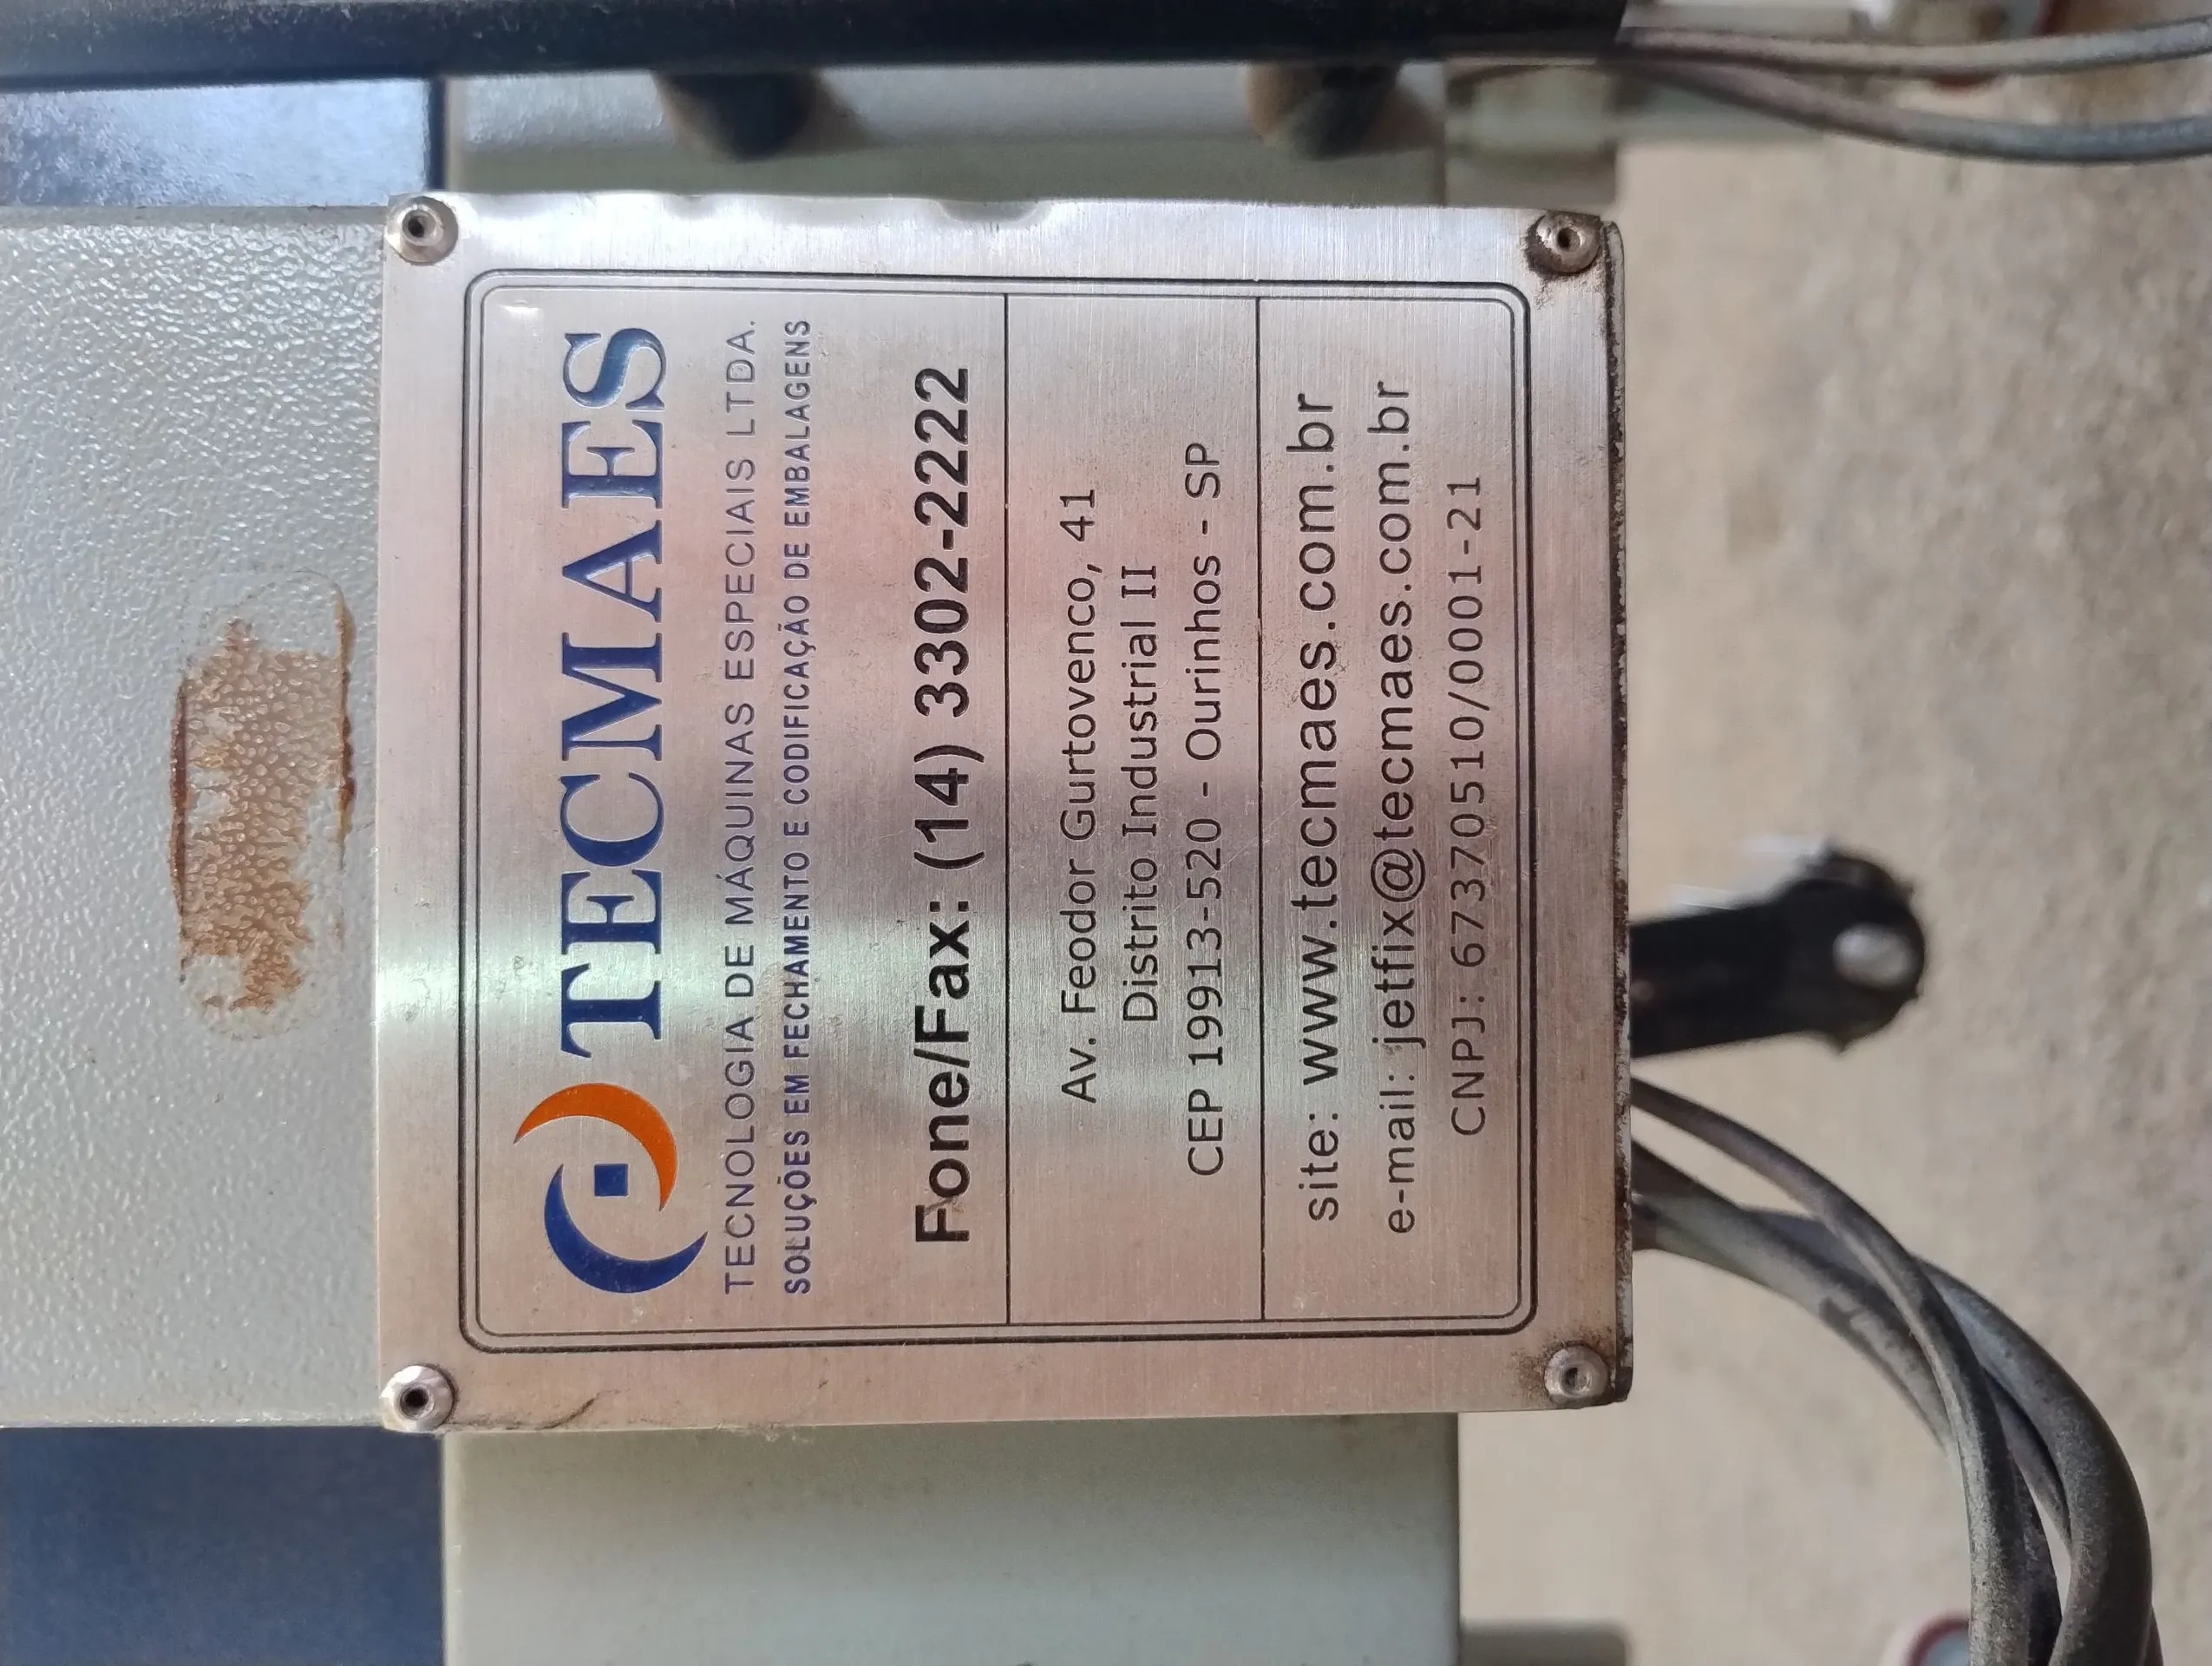 TECMAES
TECNOLOGIA DE MÁQUINAS ESPECIAIS LTDA.
SOLUÇÕES EM FECHAMENTO E CODIFICAÇÃO DE EMBALAGENS
Fone/Fax: (14) 3302-2222
Av. Feodor Gurtovenco, 41
Distrito Industrial II
CEP 19913-520 - Ourinhos - SP
site: www.tecmaes.com.br
e-mail: jetfix@tecmaes.com.br
CNPJ: 67370510/0001-21